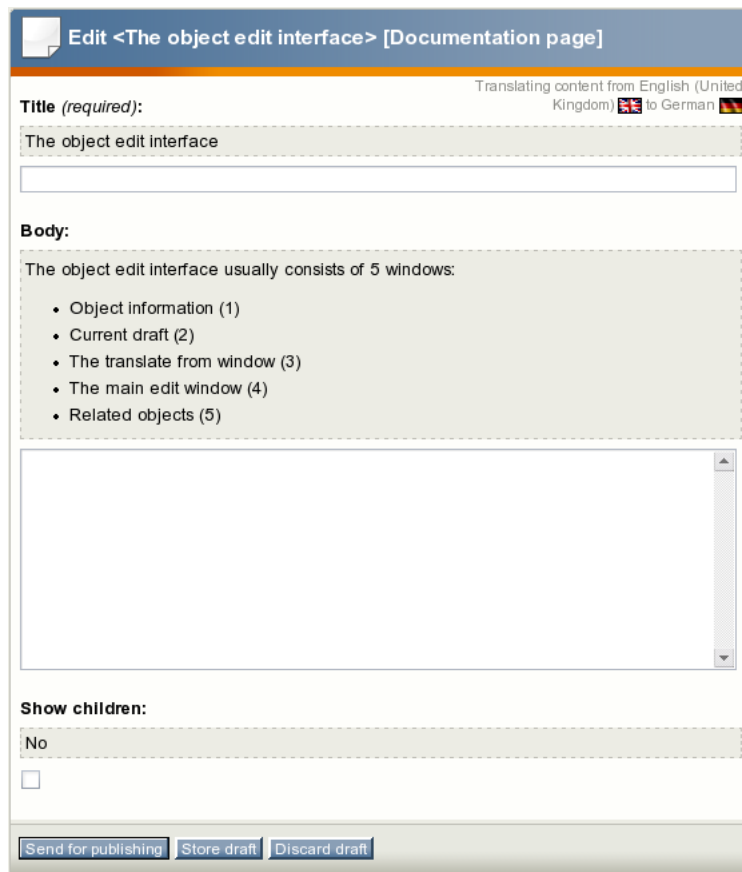 Edit <The object edit interface> [Documentation page]
Translating content from English (United
Kingdom) to German
Title (required):
The object edit interface
Body:
The object edit interface usually consists of 5 windows:
• Object information (1)
• Current draft (2)
• The translate from window (3)
• The main edit window (4)
• Related objects (5)
Show children:
No
Send for publishing Store draft Discard draft